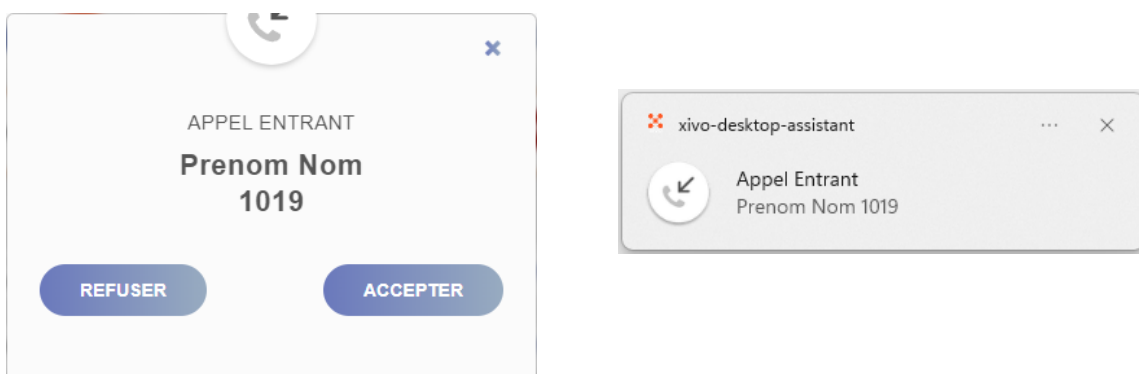 APPEL ENTRANT
Prenom Nom
1019
REFUSER
ACCEPTER
xivo-desktop-assistant
Appel Entrant
Prenom Nom 1019